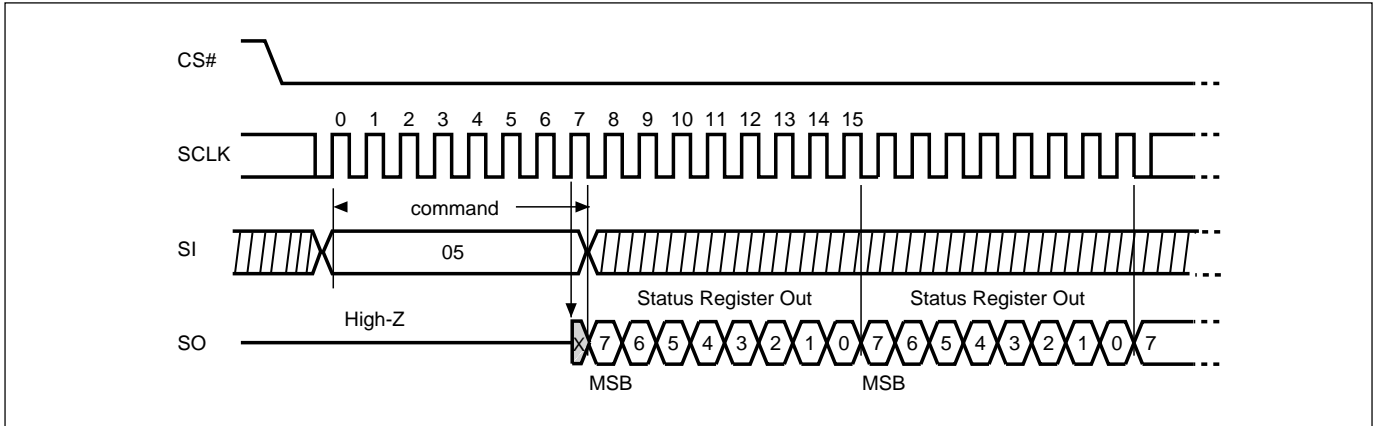 CS#
0 1 2 3 4 5 6 7 8 9 10 11 12 13 14 15
SCLK
command
SI
05
Status Register Out Status Register Out
High-Z
SO
X 7 6 5 4 3 2 1 0 7 6 5 4 3 2 1 0 7
MSB MSB